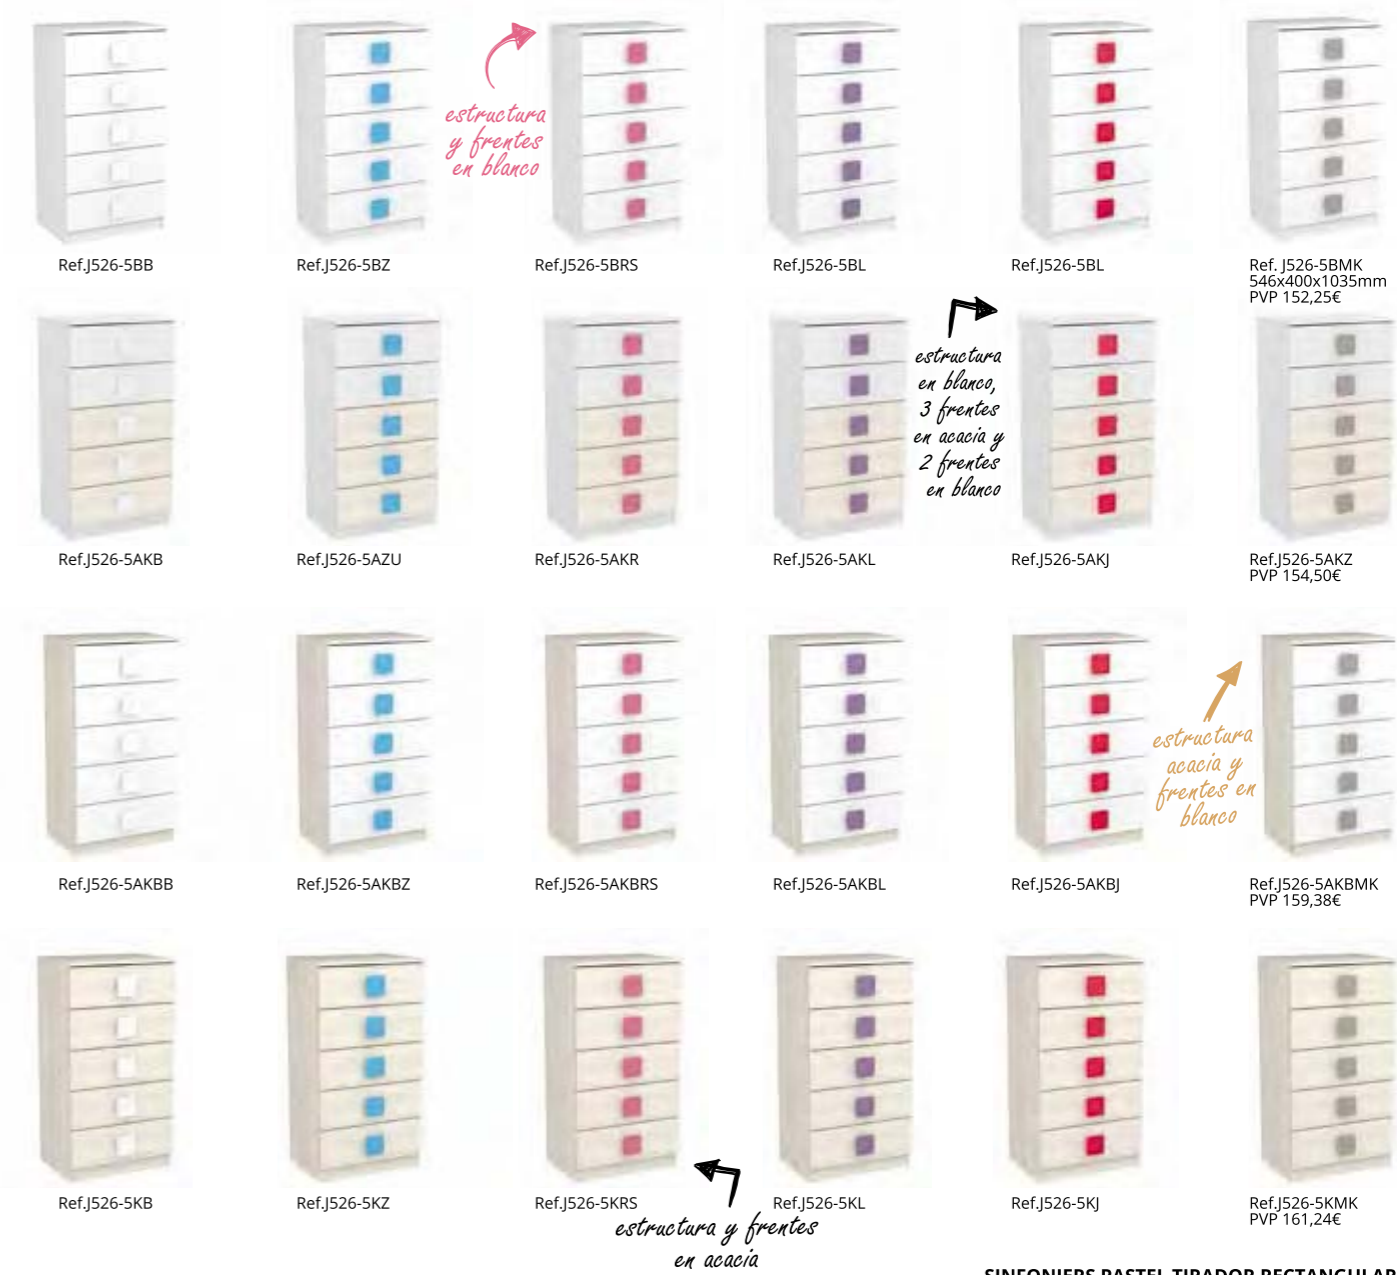 estructura
y frentes
en blanco
Ref.J526-5BB
Ref.J526-5BZ
Ref.J526-5BRS
Ref.J526-5BL
Ref.J526-5BL
Ref. J526-5BMK
546x400x1035mm
PVP 152,25€
estructura
en blanco,
3 frentes
en acacia y
2 frentes
en blanco
Ref.J526-5AKB
Ref.J526-5AZU
Ref.J526-5AKR
Ref.J526-5AKL
Ref.J526-5AKJ
Ref.J526-5AKZ
PVP 154,50€
estructura
acacia y
frentes en
blanco
Ref.J526-5AKBB
Ref.J526-5AKBZ
Ref.J526-5AKBRS
Ref.J526-5AKBL
Ref.J526-5AKBJ
Ref.J526-5AKBMK
PVP 159,38€
Ref.J526-5KB
Ref.J526-5KZ
Ref.J526-5KRS
Ref.J526-5KL
Ref.J526-5KJ
Ref.J526-5KMK
PVP 161,24€
estructura y frentes
en acacia
SINFONIERS PASTEL TIRADOR RECTANGULAR